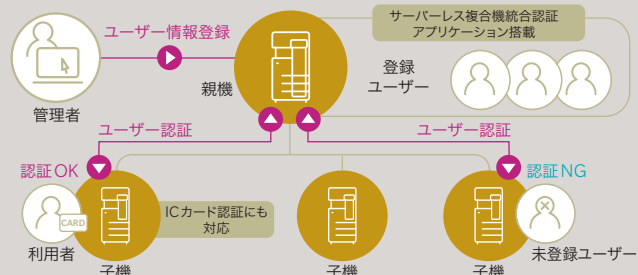 サーバーレス複合機統合認証
アプリケーション搭載
ユーザー情報登録
登録
ユーザー
親機
管理者
ユーザー認証
ユーザー認証
認証OK
認証NG
CARD
ICカード認証にも
対応
利用者
未登録ユーザー
子機
子機
子機